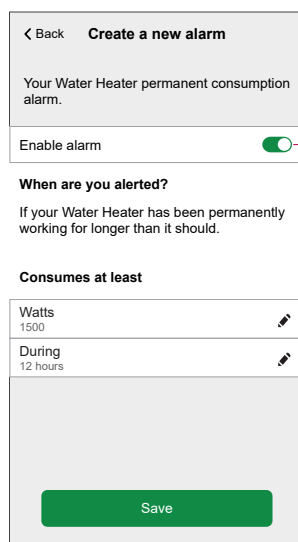 Back Create a new alarm
Your Water Heater permanent consumption
alarm.
Enable alarm
When are you alerted?
If your Water Heater has been permanently
working for longer than it should.
Consumes at least
Watts
1500
During
12 hours
Save